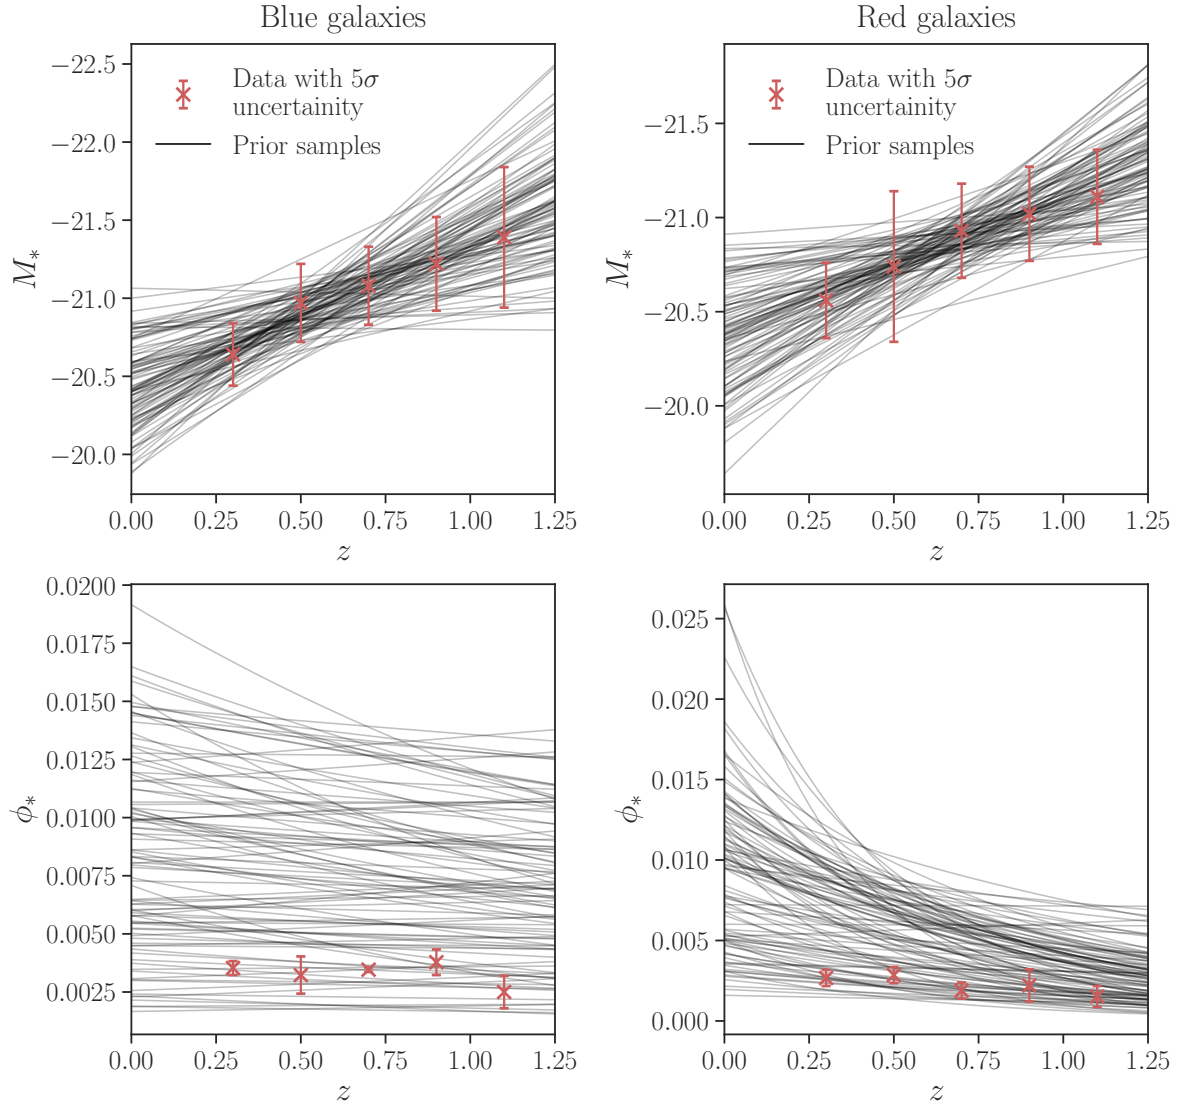 Blue galaxies
Red galaxies
−22.5
−22.0
−21.5
−21.0
−20.5
−20.0
M*
Data with 5σ
uncertainity
Prior samples
0.00 0.25 0.50 0.75 1.00 1.25
z
−21.5
−21.0
−20.5
−20.0
M*
Data with 5σ
uncertainity
Prior samples
0.00 0.25 0.50 0.75 1.00 1.25
z
0.0200
0.0175
0.0150
0.0125
0.0100
0.0075
0.0050
0.0025
ϕ*
0.00 0.25 0.50 0.75 1.00 1.25
z
0.025
0.020
0.015
0.010
0.005
0.000
ϕ*
0.00 0.25 0.50 0.75 1.00 1.25
z